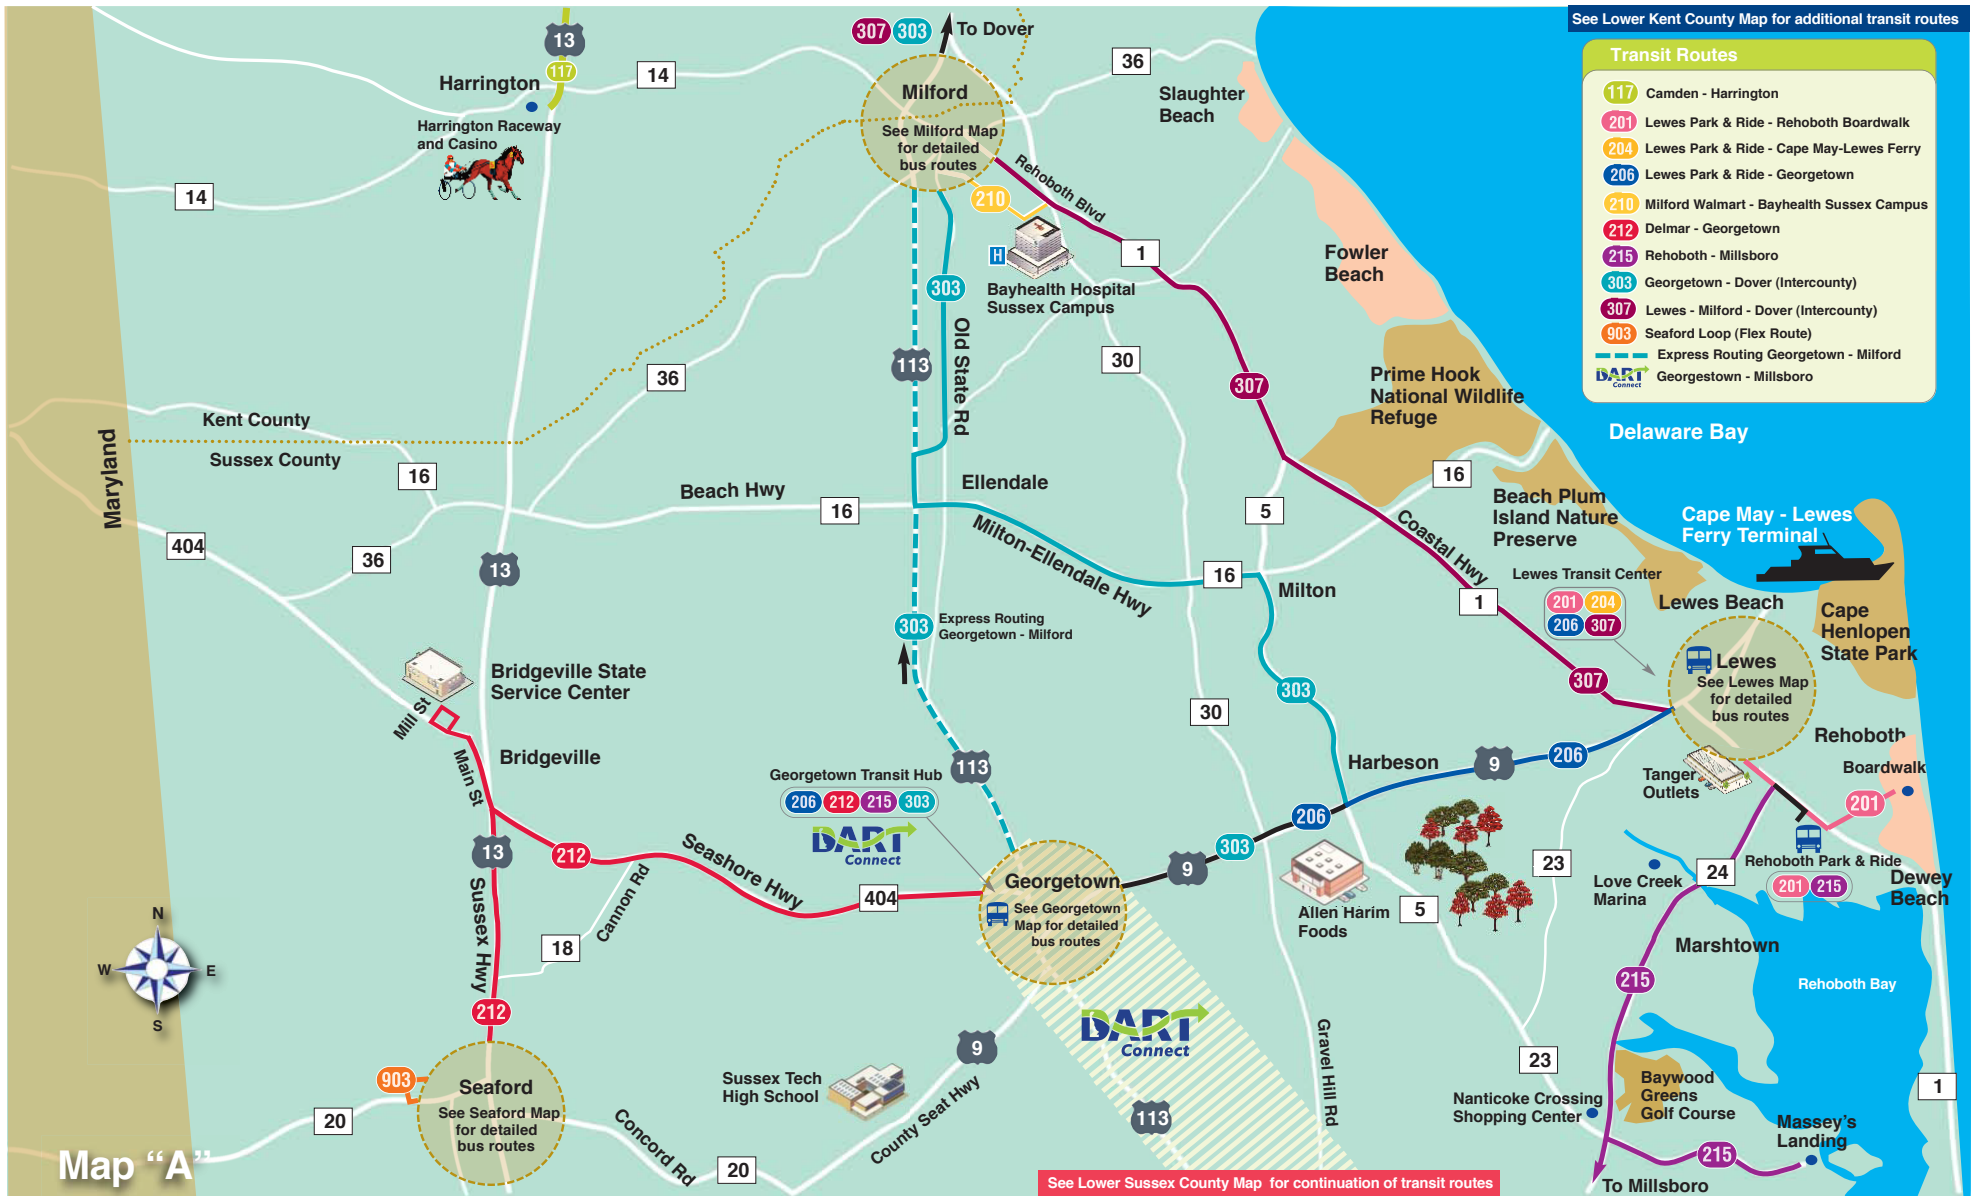 See Lower Kent County Map for additional transit routes
Transit Routes
117 Camden - Harrington
201 Lewes Park & Ride - Rehoboth Boardwalk
204 Lewes Park & Ride - Cape May-Lewes Ferry
206 Lewes Park & Ride - Georgetown
210 Milford Walmart - Bayhealth Sussex Campus
212 Delmar - Georgetown
215 Rehoboth - Millsboro
303 Georgetown - Dover (Intercounty)
307 Lewes - Milford - Dover (Intercounty)
903 Seaford Loop (Flex Route)
Express Routing Georgetown - Milford
DART Connect Georgestown - Millsboro
307 303
To Dover
13
117
Harrington
Harrington Raceway
and Casino
14
14
Milford
See Milford Map
for detailed
bus routes
36
Slaughter
Beach
Rehoboth Blvd
210
1
H
Bayhealth Hospital
Sussex Campus
Fowler
Beach
303
Old State Rd
113
30
307
36
Prime Hook
National Wildlife
Refuge
Delaware Bay
Kent County
Sussex County
Maryland
16
Beach Hwy
16
Ellendale
Milton-Ellendale Hwy
16
5
16
Milton
Coastal Hwy
1
Beach Plum
Island Nature
Preserve
Cape May - Lewes
Ferry Terminal
404
36
13
Lewes Transit Center
201 204
206 307
Lewes Beach
Cape
Henlopen
State Park
303
Express Routing
Georgetown - Milford
Lewes
See Lewes Map
for detailed
bus routes
307
303
30
Bridgeville State
Service Center
Mill St
Main St
Bridgeville
Harbeson
9
206
Rehoboth
Boardwalk
Tanger
Outlets
201
113
Georgetown Transit Hub
206 212 215 303
DART
Connect
206
303
9
13
212
Seashore Hwy
404
Georgetown
See Georgetown
Map for detailed
bus routes
Allen Harim
Foods
5
23
Love Creek
Marina
24
Rehoboth Park & Ride
201 215
Dewey
Beach
Sussex Hwy
Cannon Rd
18
N
W
E
S
Marshtown
215
Rehoboth Bay
212
DART
Connect
Gravel Hill Rd
9
23
903
Seaford
See Seaford Map
for detailed
bus routes
Sussex Tech
High School
County Seat Hwy
113
Nanticoke Crossing
Shopping Center
Baywood
Greens
Golf Course
1
20
Concord Rd
20
Massey's
Landing
215
Map “A”
See Lower Sussex County Map for continuation of transit routes
To Millsboro